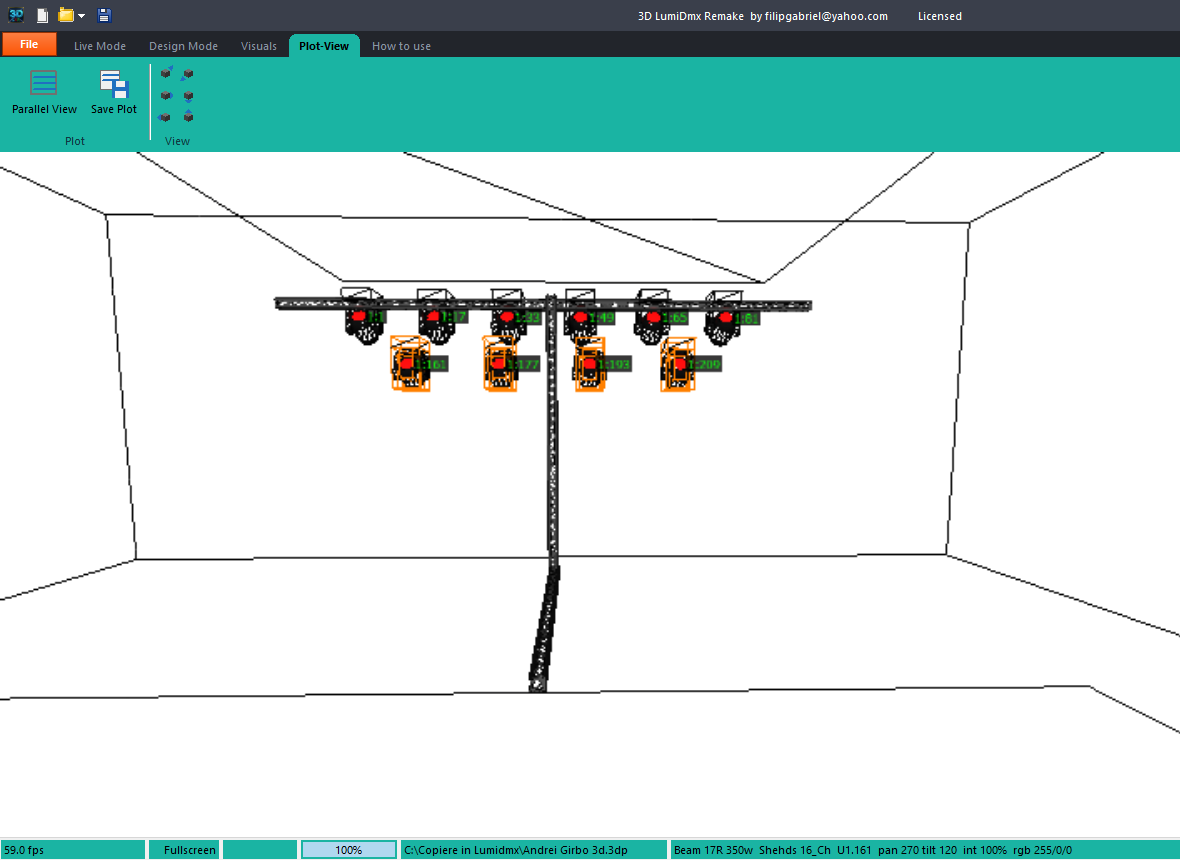 3D
3D LumiDmx Remake by filipgabriel@yahoo.com Licensed
File Live Mode Design Mode Visuals Plot-View How to use
Parallel View Save Plot
Plot View
1:1 1:17 1:33 1:49 1:65 1:81
1:161 1:177 1:193 1:209
59.0 fps Fullscreen 100% C:\Copiere in Lumidmx\Andrei Girbo 3d.3dp Beam 17R 350w Shehds 16_Ch U1.161 pan 270 tilt 120 int 100% rgb 255/0/0